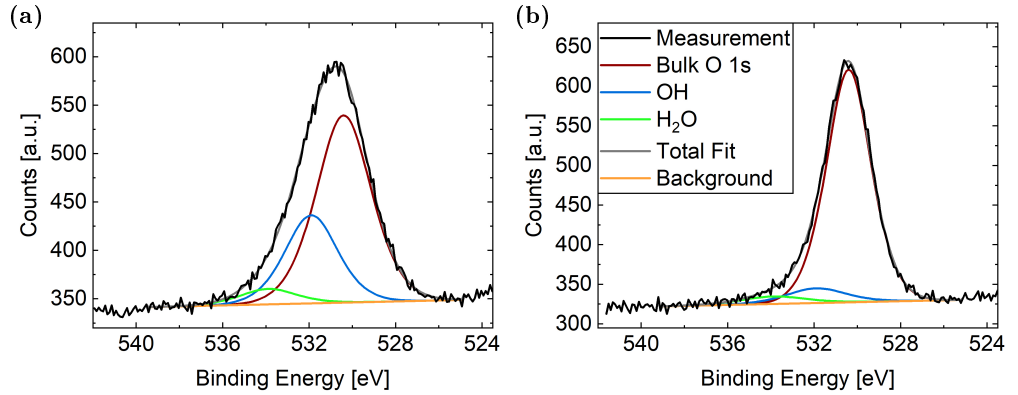 (a)
Counts [a.u.]
600
550
500
450
400
350
540
536
532
528
524
Binding Energy [eV]
(b)
Counts [a.u.]
650
600
550
500
450
400
350
300
Measurement
Bulk O 1s
OH
H₂O
Total Fit
Background
540
536
532
528
524
Binding Energy [eV]